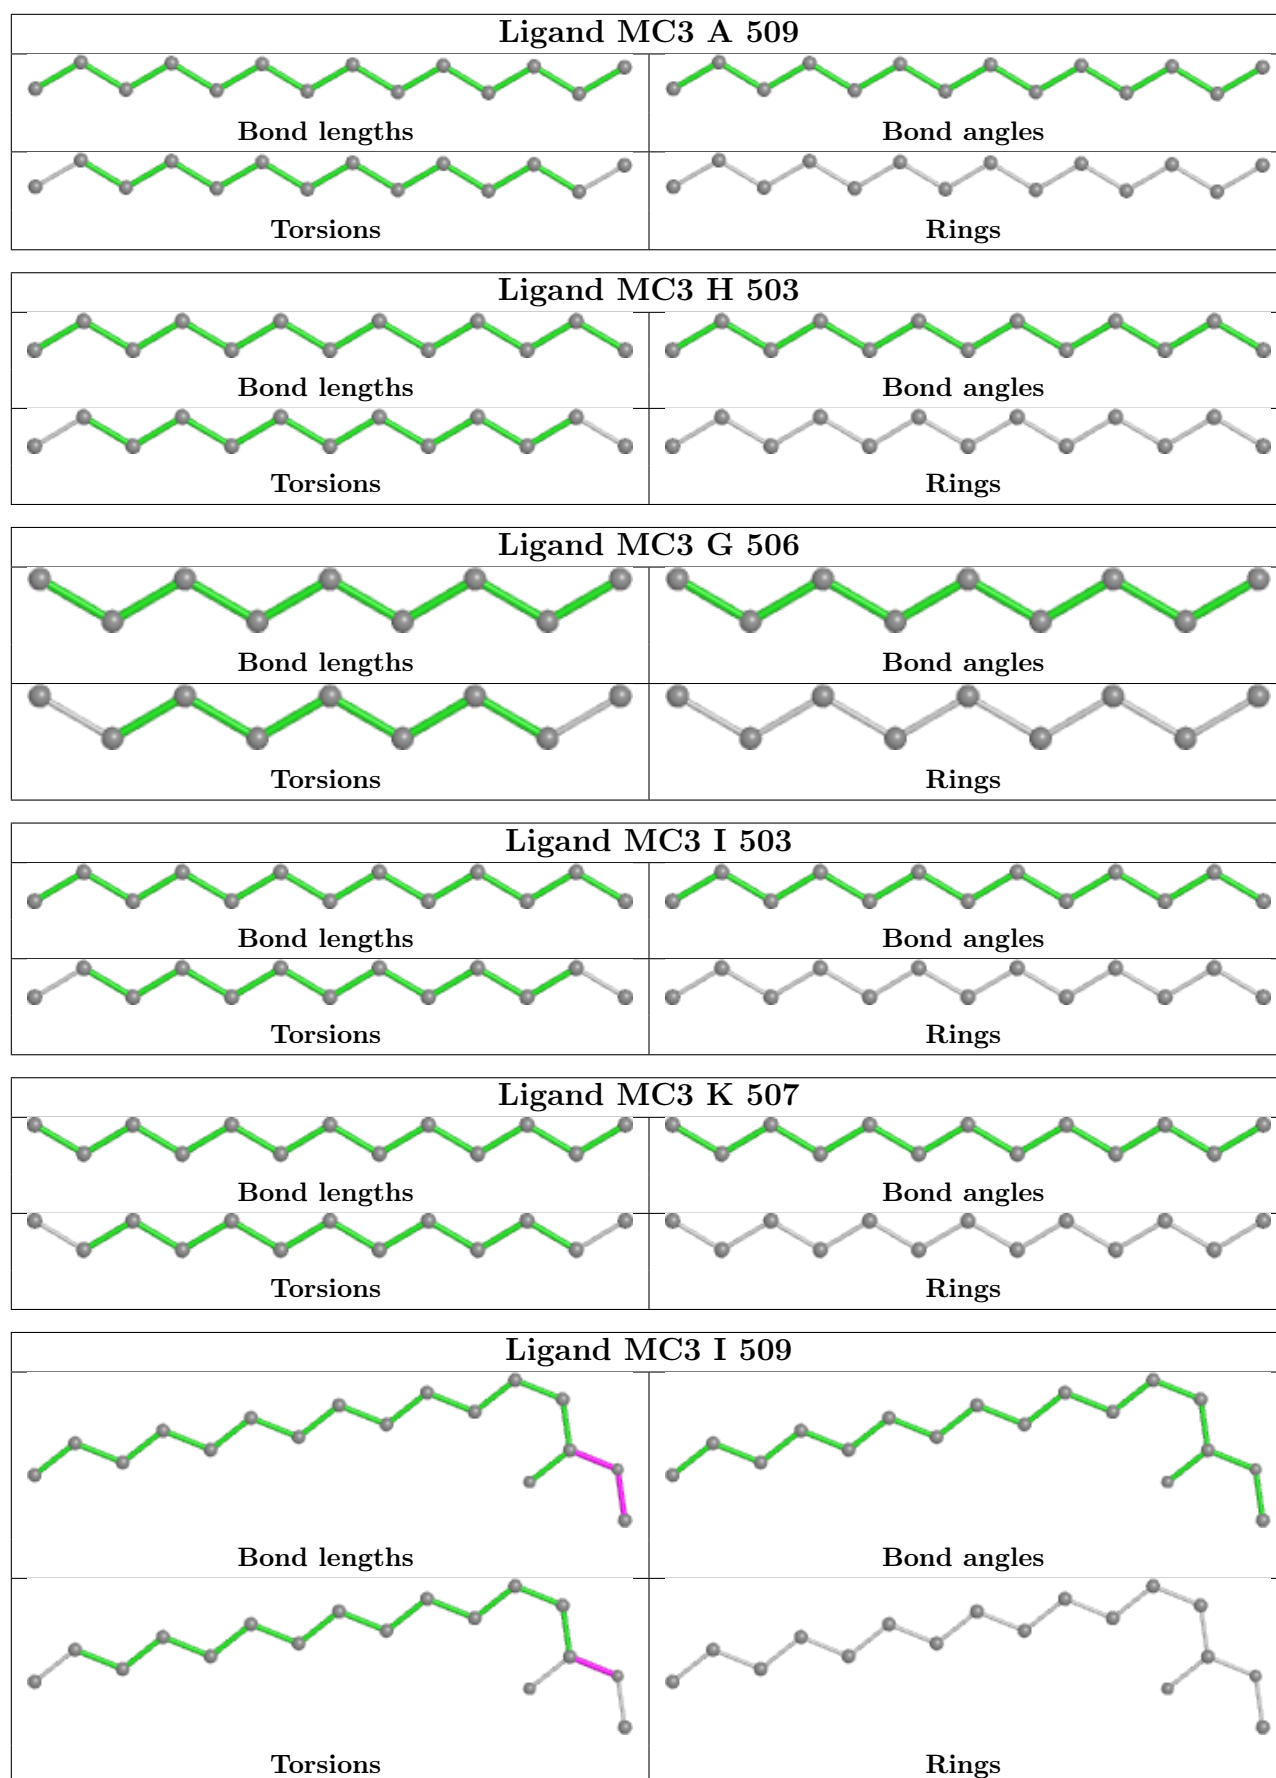 Ligand MC3 A 509
Bond lengths
Bond angles
Torsions
Rings
Ligand MC3 H 503
Bond lengths
Bond angles
Torsions
Rings
Ligand MC3 G 506
Bond lengths
Bond angles
Torsions
Rings
Ligand MC3 I 503
Bond lengths
Bond angles
Torsions
Rings
Ligand MC3 K 507
Bond lengths
Bond angles
Torsions
Rings
Ligand MC3 I 509
Bond lengths
Bond angles
Torsions
Rings